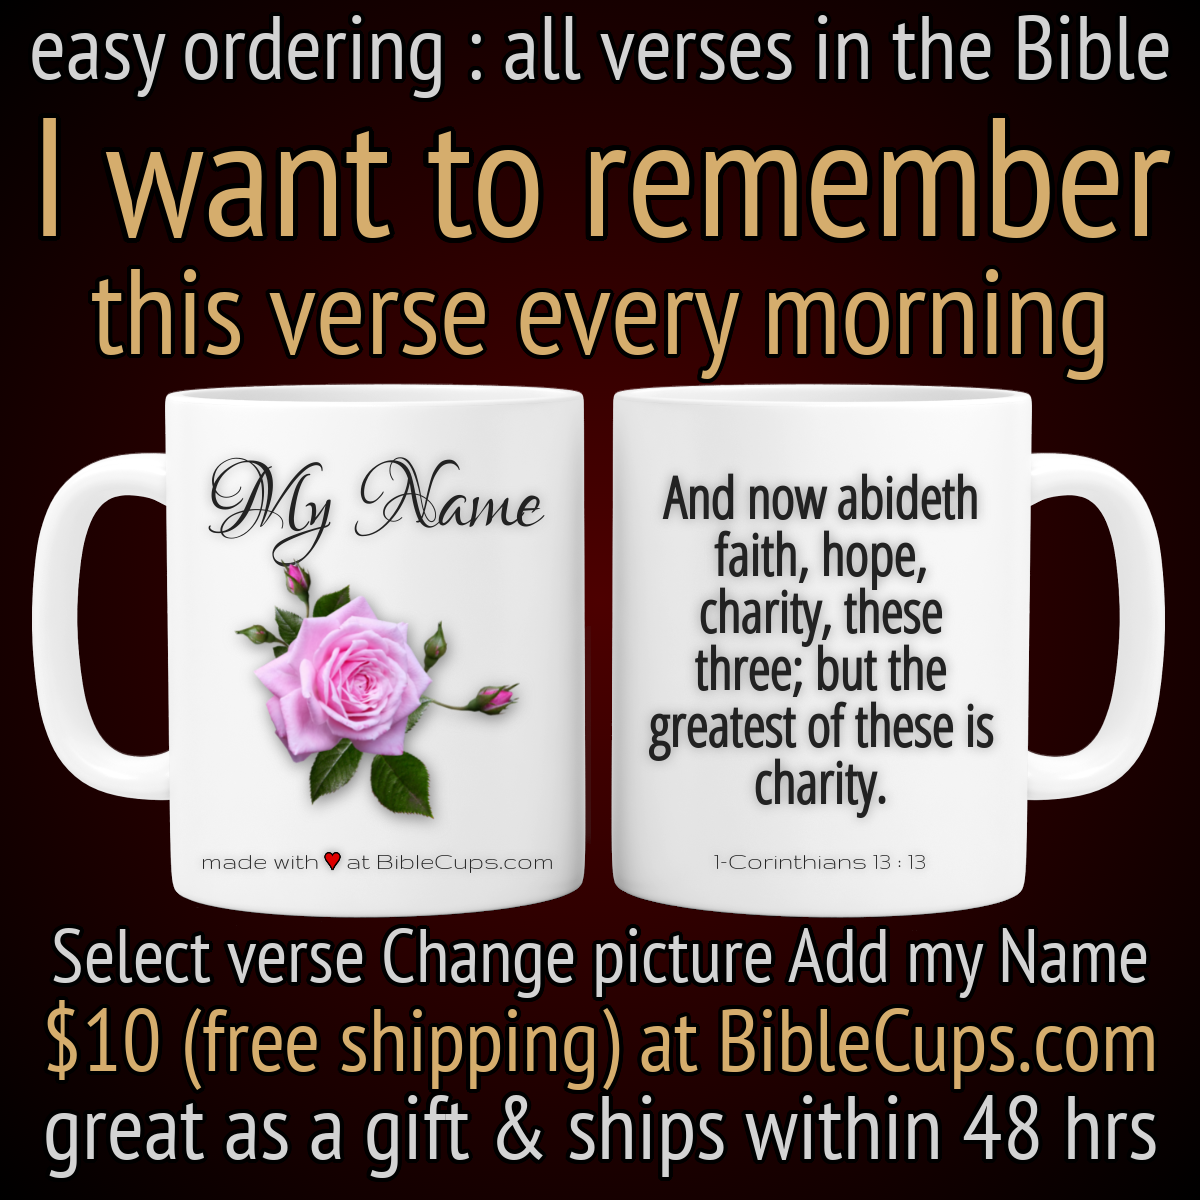 easy ordering : all verses in the Bible
I want to remember
this verse every morning
My Name
made with ♥ at BibleCups.com
And now abideth
faith, hope,
charity, these
three; but the
greatest of these is
charity.
1-Corinthians 13 : 13
Select verse Change picture Add my Name
$10 (free shipping) at BibleCups.com
great as a gift & ships within 48 hrs